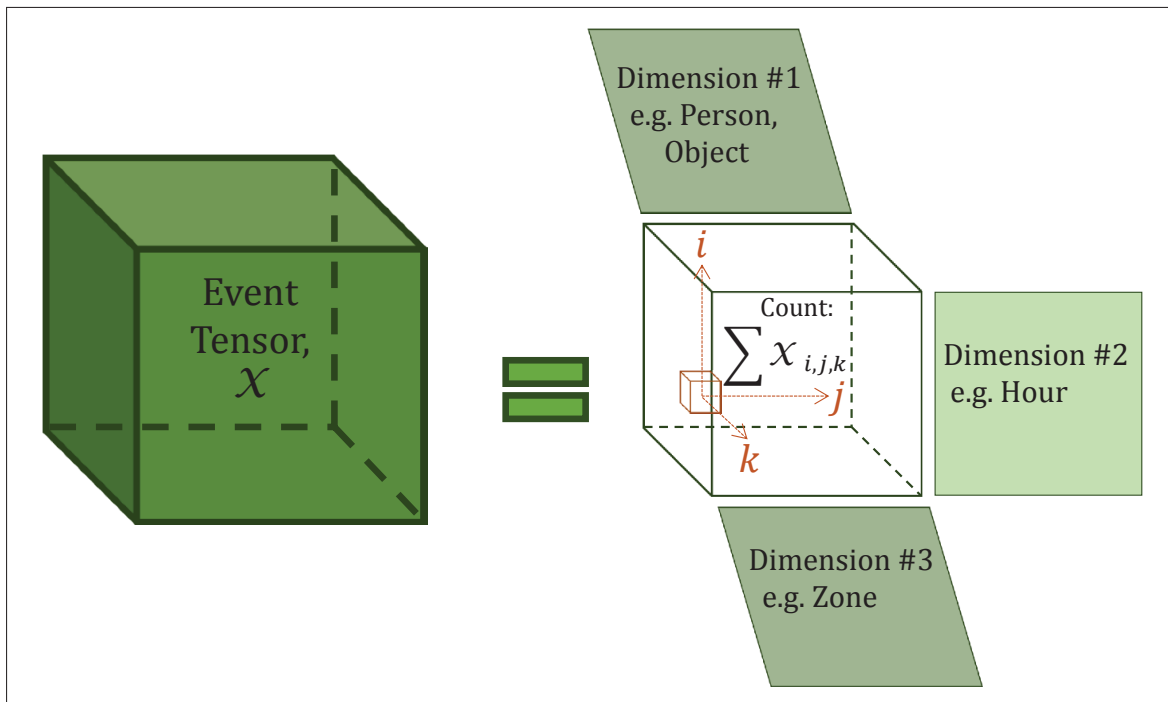 Event
Tensor,
𝒳
Dimension #1
e.g. Person,
Object
i
Count:
∑ 𝒳 i,j,k
j
k
Dimension #2
e.g. Hour
Dimension #3
e.g. Zone